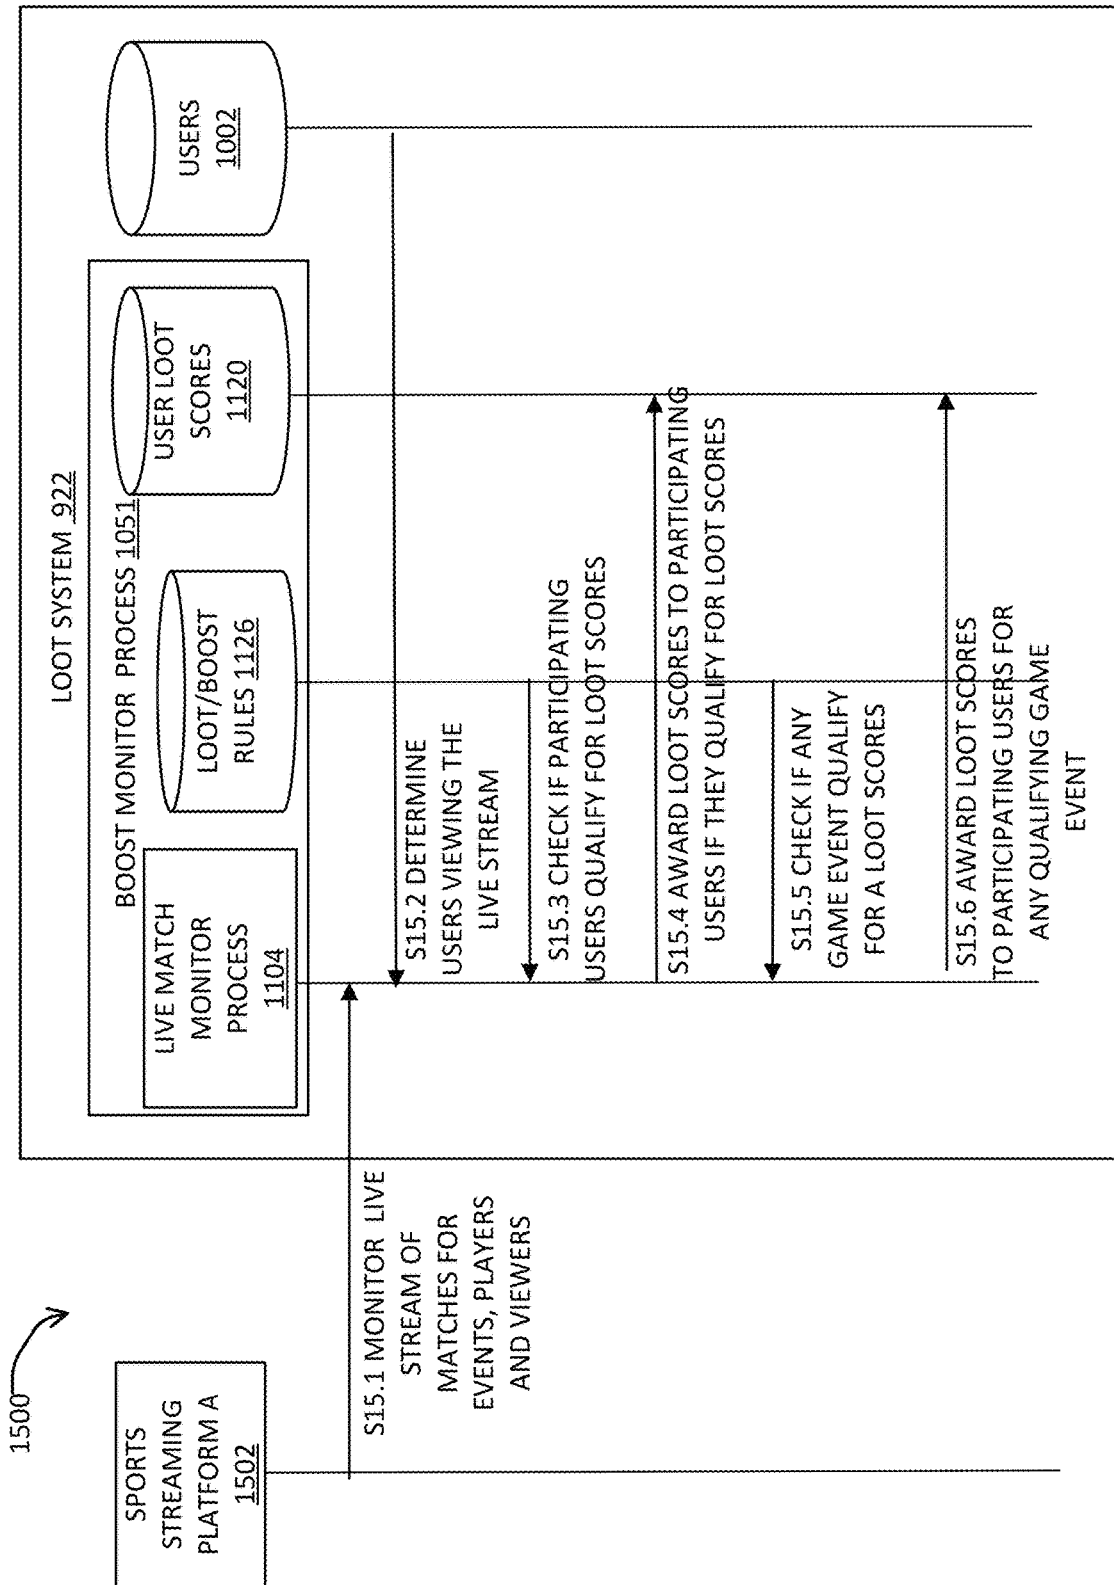 1500
SPORTS
STREAMING
PLATFORM A
1502
LOOT SYSTEM 922
BOOST MONITOR PROCESS 1051
LIVE MATCH
MONITOR
PROCESS
1104
LOOT/BOOST
RULES 1126
USER LOOT
SCORES
1120
USERS
1002
S15.1 MONITOR LIVE
STREAM OF
MATCHES FOR
EVENTS, PLAYERS
AND VIEWERS
S15.2 DETERMINE
USERS VIEWING THE
LIVE STREAM
S15.3 CHECK IF PARTICIPATING
USERS QUALIFY FOR LOOT SCORES
S15.4 AWARD LOOT SCORES TO PARTICIPATING
USERS IF THEY QUALIFY FOR LOOT SCORES
S15.5 CHECK IF ANY
GAME EVENT QUALIFY
FOR A LOOT SCORES
S15.6 AWARD LOOT SCORES
TO PARTICIPATING USERS FOR
ANY QUALIFYING GAME
EVENT